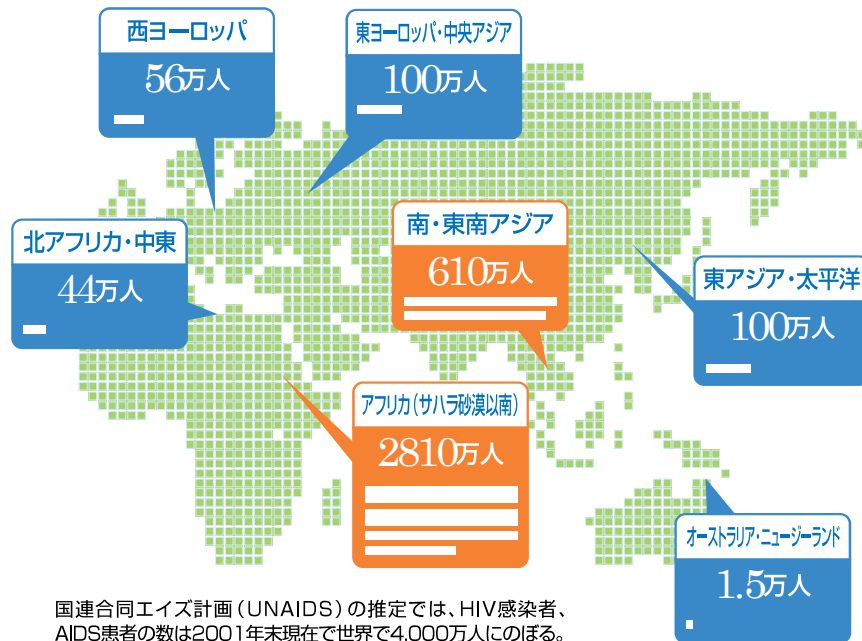 西ヨーロッパ
56万人
東ヨーロッパ・中央アジア
100万人
北アフリカ・中東
44万人
南・東南アジア
610万人
東アジア・太平洋
100万人
アフリカ(サハラ砂漠以南)
2810万人
オーストラリア・ニュージーランド
1.5万人
国連合同エイズ計画(UNAIDS)の推定では、HIV感染者、
AIDS患者の数は2001年末現在で世界で4,000万人にのぼる。